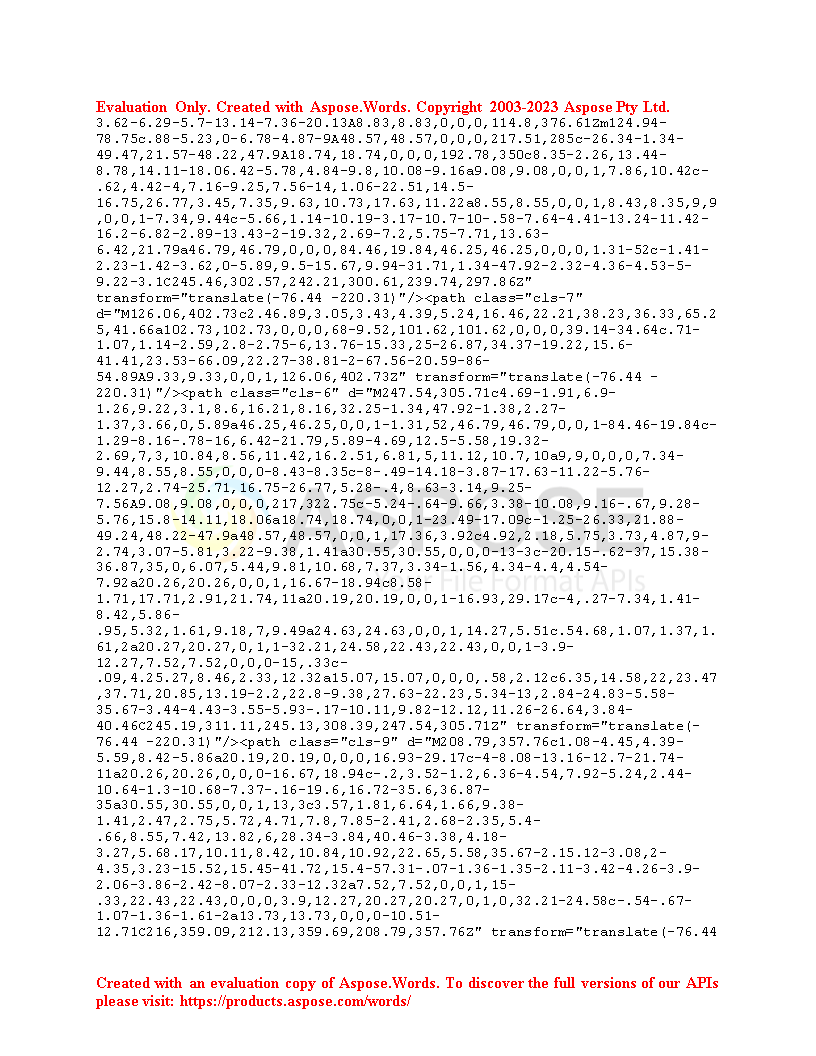 Evaluation Only. Created with Aspose.Words. Copyright 2003-2023 Aspose Pty Ltd.
3.62-6.29-5.7-13.14-7.36-20.13A8.83,8.83,0,0,0,114.8,376.61Zm124.94-
78.75c.88-5.23,0-6.78-4.87-9A48.57,48.57,0,0,0,217.51,285c-26.34-1.34-
49.47,21.57-48.22,47.9A18.74,18.74,0,0,0,192.78,350c8.35-2.26,13.44-
8.78,14.11-18.06.42-5.78,4.84-9.8,10.08-9.16a9.08,9.08,0,0,1,7.86,10.42c-
.62,4.42-4,7.16-9.25,7.56-14,1.06-22.51,14.5-
16.75,26.77,3.45,7.35,9.63,10.73,17.63,11.22a8.55,8.55,0,0,1,8.43,8.35,9,9
,0,0,1-7.34,9.44c-5.66,1.14-10.19-3.17-10.7-10-.58-7.64-4.41-13.24-11.42-
16.2-6.82-2.89-13.43-2-19.32,2.69-7.2,5.75-7.71,13.63-
6.42,21.79a46.79,46.79,0,0,0,84.46,19.84,46.25,46.25,0,0,0,1.31-52c-1.41-
2.23-1.42-3.62,0-5.89,9.5-15.67,9.94-31.71,1.34-47.92-2.32-4.36-4.53-5-
9.22-3.1C245.46,302.57,242.21,300.61,239.74,297.86Z"
transform="translate(-76.44 -220.31)"/><path class="cls-7"
d="M126.06,402.73c2.46.89,3.05,3.43,4.39,5.24,16.46,22.21,38.23,36.33,65.2
5,41.66a102.73,102.73,0,0,0,68-9.52,101.62,101.62,0,0,0,39.14-34.64c.71-
1.07,1.14-2.59,2.8-2.75-6,13.76-15.33,25-26.87,34.37-19.22,15.6-
41.41,23.53-66.09,22.27-38.81-2-67.56-20.59-86-
54.89A9.33,9.33,0,0,1,126.06,402.73Z" transform="translate(-76.44 -
220.31)"/><path class="cls-6" d="M247.54,305.71c4.69-1.91,6.9-
1.26,9.22,3.1,8.6,16.21,8.16,32.25-1.34,47.92-1.38,2.27-
1.37,3.66,0,5.89a46.25,46.25,0,0,1-1.31,52,46.79,46.79,0,0,1-84.46-19.84c-
1.29-8.16-.78-16,6.42-21.79,5.89-4.69,12.5-5.58,19.32-
2.69,7,3,10.84,8.56,11.42,16.2.51,6.81,5,11.12,10.7,10a9,9,0,0,0,7.34-
9.44,8.55,8.55,0,0,0-8.43-8.35c-8-.49-14.18-3.87-17.63-11.22-5.76-
12.27,2.74-25.71,16.75-26.77,5.28-.4,8.63-3.14,9.25-
7.56A9.08,9.08,0,0,0,217,322.75c-5.24-.64-9.66,3.38-10.08,9.16-.67,9.28-
5.76,15.8-14.11,18.06a18.74,18.74,0,0,1-23.49-17.09c-1.25-26.33,21.88-
49.24,48.22-47.9a48.57,48.57,0,0,1,17.36,3.92c4.92,2.18,5.75,3.73,4.87,9-
2.74,3.07-5.81,3.22-9.38,1.41a30.55,30.55,0,0,0-13-3c-20.15-.62-37,15.38-
36.87,35,0,6.07,5.44,9.81,10.68,7.37,3.34-1.56,4.34-4.4,4.54-
7.92a20.26,20.26,0,0,1,16.67-18.94c8.58-
1.71,17.71,2.91,21.74,11a20.19,20.19,0,0,1-16.93,29.17c-4,.27-7.34,1.41-
8.42,5.86-
.95,5.32,1.61,9.18,7,9.49a24.63,24.63,0,0,1,14.27,5.51c.54.68,1.07,1.37,1.
61,2a20.27,20.27,0,1,1-32.21,24.58,22.43,22.43,0,0,1-3.9-
12.27,7.52,7.52,0,0,0-15,.33c-
.09,4.25.27,8.46,2.33,12.32a15.07,15.07,0,0,0,.58,2.12c6.35,14.58,22,23.47
,37.71,20.85,13.19-2.2,22.8-9.38,27.63-22.23,5.34-13,2.84-24.83-5.58-
35.67-3.44-4.43-3.55-5.93-.17-10.11,9.82-12.12,11.26-26.64,3.84-
40.46C245.19,311.11,245.13,308.39,247.54,305.71Z" transform="translate(-
76.44 -220.31)"/><path class="cls-9" d="M208.79,357.76c1.08-4.45,4.39-
5.59,8.42-5.86a20.19,20.19,0,0,0,16.93-29.17c-4-8.08-13.16-12.7-21.74-
11a20.26,20.26,0,0,0-16.67,18.94c-.2,3.52-1.2,6.36-4.54,7.92-5.24,2.44-
10.64-1.3-10.68-7.37-.16-19.6,16.72-35.6,36.87-
35a30.55,30.55,0,0,1,13,3c3.57,1.81,6.64,1.66,9.38-
1.41,2.47,2.75,5.72,4.71,7.8,7.85-2.41,2.68-2.35,5.4-
.66,8.55,7.42,13.82,6,28.34-3.84,40.46-3.38,4.18-
3.27,5.68.17,10.11,8.42,10.84,10.92,22.65,5.58,35.67-2.15.12-3.08,2-
4.35,3.23-15.52,15.45-41.72,15.4-57.31-.07-1.36-1.35-2.11-3.42-4.26-3.9-
2.06-3.86-2.42-8.07-2.33-12.32a7.52,7.52,0,0,1,15-
.33,22.43,22.43,0,0,0,3.9,12.27,20.27,20.27,0,1,0,32.21-24.58c-.54-.67-
1.07-1.36-1.61-2a13.73,13.73,0,0,0-10.51-
12.71C216,359.09,212.13,359.69,208.79,357.76Z" transform="translate(-76.44
ASPOSE
File Format APIs
Created with an evaluation copy of Aspose.Words. To discover the full versions of our APIs
please visit: https://products.aspose.com/words/